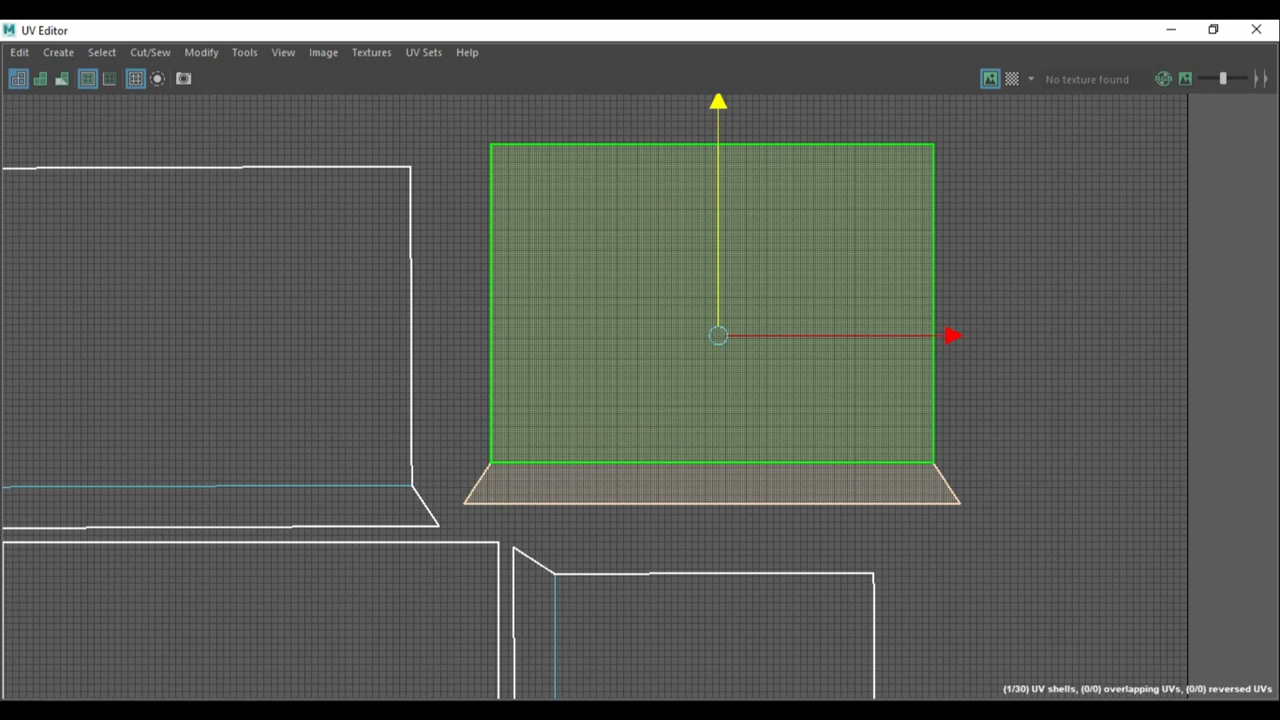 UV Editor
Edit Create Select Cut/Sew Modify Tools View Image Textures UV Sets Help
No texture found
(1/30) UV shells, (0/0) overlapping UVs, (0/0) reversed UVs